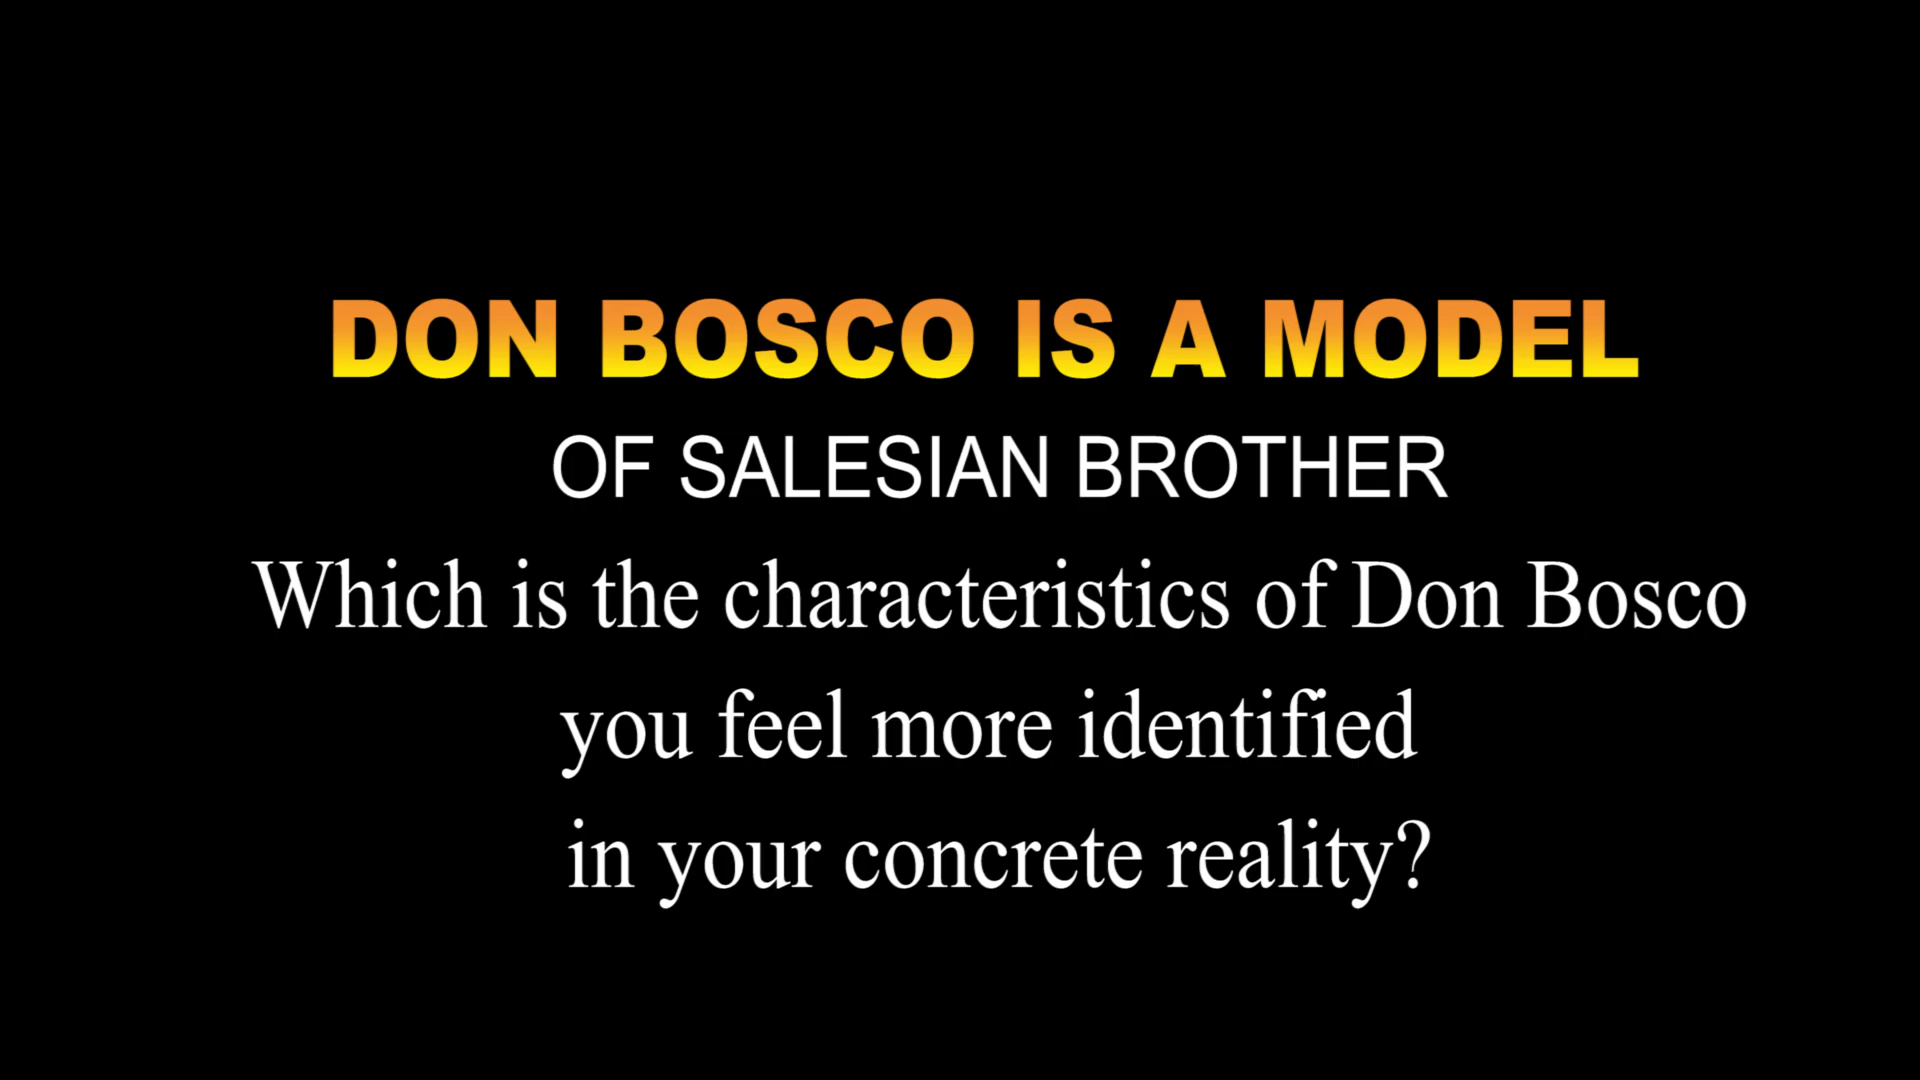 DON BOSCO IS A MODEL
OF SALESIAN BROTHER
Which is the characteristics of Don Bosco
you feel more identified
in your concrete reality?